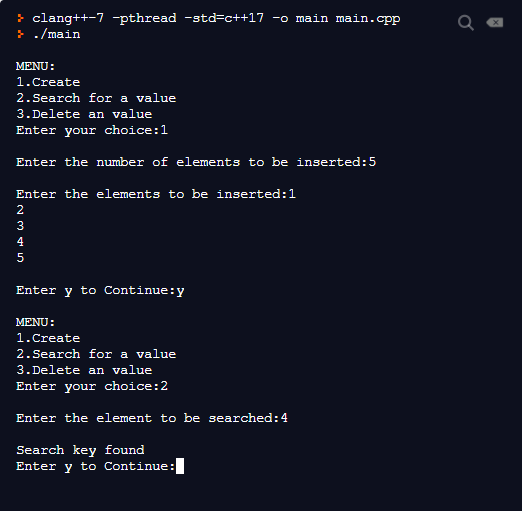 clang++-7 -pthread -std=c++17 -o main main.cpp
./main
MENU:
1.Create
2.Search for a value
3.Delete an value
Enter your choice:1
Enter the number of elements to be inserted:5
Enter the elements to be inserted:1
2
3
4
5
Enter y to Continue:y
MENU:
1.Create
2.Search for a value
3.Delete an value
Enter your choice:2
Enter the element to be searched:4
Search key found
Enter y to Continue: